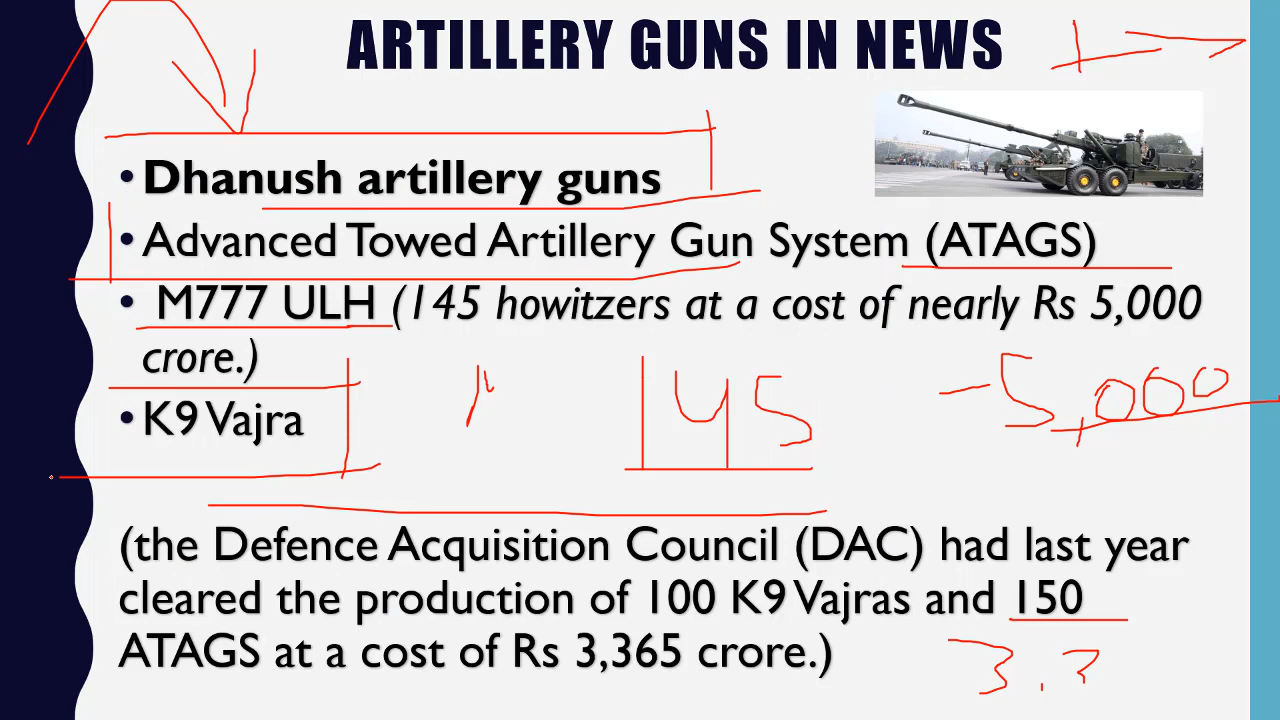 ARTILLERY GUNS IN NEWS
• Dhanush artillery guns
• Advanced Towed Artillery Gun System (ATAGS)
• M777 ULH (145 howitzers at a cost of nearly Rs 5,000
crore.)
• K9 Vajra
145 -5,000
(the Defence Acquisition Council (DAC) had last year
cleared the production of 100 K9 Vajras and 150
ATAGS at a cost of Rs 3,365 crore.)
3.3